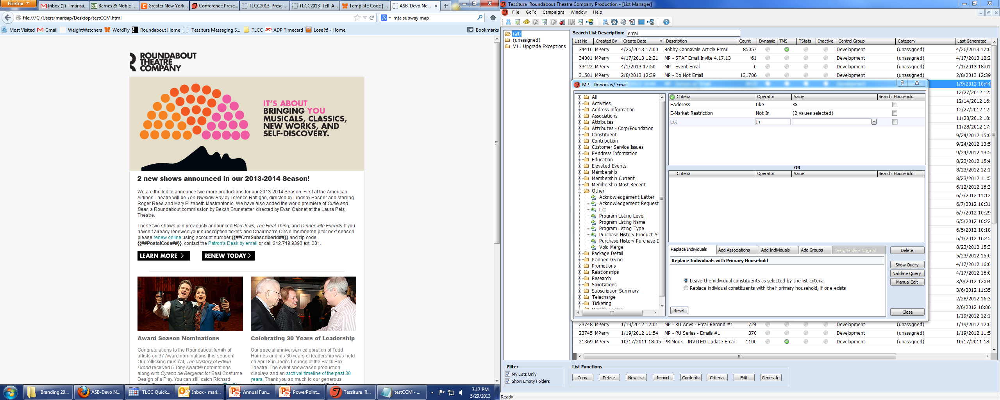 Firefox
Inbox (1) - marisa...
Barnes & Noble -...
Greater New York...
Conference Prese...
TLCC2013_Prese...
TLCC2013_Tell_A...
Template Code | ...
ASB-Devo Ne...
file:///C:/Users/marisap/Desktop/testCCM.html
mta subway map
Most Visited
Gmail
WeightWatchers
WordFly
Roundabout Home
Tessitura Messaging S...
TLCC
ADP Timecard
Lose It! - Home
Bookmarks
ROUNDABOUT
THEATRE
COMPANY
IT'S ABOUT
BRINGING YOU
MUSICALS, CLASSICS,
NEW WORKS, AND
SELF-DISCOVERY.
2 new shows announced in our 2013-2014 Season!
We are thrilled to announce two more productions for our 2013-2014 Season. First at the American
Airlines Theatre will be The Winslow Boy by Terence Rattigan, directed by Lindsay Posner and starring
Roger Rees and Mary Elizabeth Mastrantonio. We have also added the world premiere of Cutie and
Bear, a Roundabout commission by Bekah Brunstetter, directed by Evan Cabnet at the Laura Pels
Theatre.
These two shows join previously announced Bad Jews, The Real Thing, and Dinner with Friends. If you
haven't already renewed your subscription tickets and Chairman's Circle membership for next season,
please renew online using account number {{##CrmSubscriberId##}} and zip code
{{##PostalCode##}}, contact the Patron's Desk by email or call 212.719.9393 ext. 301.
LEARN MORE >
RENEW TODAY >
Award Season Nominations
Congratulations to the Roundabout family of
artists on 37 Award nominations this season!
Our rollicking musical, The Mystery of Edwin
Drood received 5 Tony Award® nominations
along with Cyrano de Bergerac for Best Costume
Design of a Play. You can still catch Richard
Celebrating 30 Years of Leadership
Our special anniversary celebration of Todd
Haimes and his 30 years of leadership was held
on April 8 in Jodi's Lounge of the Black Box
Theatre. The event showcased production
displays and an archival timeline of the past 30
years. Thank you so much to our generous
Branding 20...
ASB-Devo N...
TLCC Quick...
Inbox - mari...
Annual Fun...
PowerPoint...
Tessitura R...
testCCM - ...
7:17 PM
5/29/2013
Tessitura Roundabout Theatre Company Production - [List Manager]
File GoTo Campaigns Window Help
(all)
(unassigned)
V11 Upgrade Exceptions
Search List Description: email
List No Created By Create Date Description Count Dynamic TMS TStats Inactive Control Group Category Last Generated
34410 MPerry 4/26/2013 17:00 Bobby Cannavale Article Email 85057 Development (unassigned) 4/26/2013 17:0
34001 MPerry 4/17/2013 12:21 MP - STAF Email Invite 4.17.13 61 Development (unassigned) 4/17/2013 12:2
33422 MPerry 4/1/2013 17:50 MP - Event Email 0 Development (unassigned) 4/1/2013 18:01
31501 MPerry 2/8/2013 12:39 MP - Do Not Email 131706 Development (unassigned) 2/8/2013 12:39
1/9/2013 10:44
12/27/2012 12:
12/14/2012 16:
12/27/2012 12:
11/28/2012 18:
11/28/2012 17:
9/24/2012 15:0
9/24/2012 13:5
9/24/2012 13:5
8/23/2012 15:4
8/23/2012 12:1
8/23/2012 11:5
6/12/2012 16:3
6/7/2012 11:12
6/7/2012 10:31
6/7/2012 10:29
6/5/2012 10:22
6/5/2012 10:18
6/1/2012 16:45
8/23/2012 15:3
5/23/2012 15:0
4/17/2012 16:0
4/17/2012 16:0
3/9/2012 12:04
3/6/2012 11:35
2/28/2012 16:3
2/6/2012 16:06
1/19/2012 12:1
MP - Donors w/ Email
All
Activities
Address Information
Associations
Attributes
Attributes - Corp/Foundation
Constituent
Contribution
Customer Service Issues
EAddress Information
Education
Elevated Events
Membership
Membership Current
Membership Most Recent
Other
Acknowledgement Letter
Acknowledgement Request
List
Program Listing Level
Program Listing Name
Program Listing Type
Purchase History Product Ar
Purchase History Purchase D
Void Merge
Package Detail
Planned Giving
Promotions
Relationships
Research
Solicitations
Subscription Summary
Telecharge
Ticketing
Wealth Engine
Criteria Operator Value Search Household
EAddress Like %
E-Market Restriction Not In (2 values selected)
List In
OR
Criteria Operator Value Search Household
Replace Individuals
Add Associations
Add Individuals
Add Groups
Keep/Replace Original
Replace Individuals with Primary Household
Leave the individual constituents as selected by the list criteria
Replace individual constituents with their primary household, if one exists
Reset
Delete
Show Query
Validate Query
Manual Edit
Close
23748 MPerry 1/19/2012 12:01 MP - RU Anvs - Email Remind #1 724 Development (unassigned) 1/19/2012 12:0
23745 MPerry 1/19/2012 11:54 MP - RU Series - Emails #1 370 Development (unassigned) 1/19/2012 11:5
21369 MPerry 10/17/2011 18:05 PR:Monk - INVITED Update Email 1100 Development (unassigned) 10/17/2011 18:
Filter
My Lists Only
Show Empty Folders
List Functions
Copy
Delete
New List
Import
Contents
Criteria
Edit
Generate
Ready